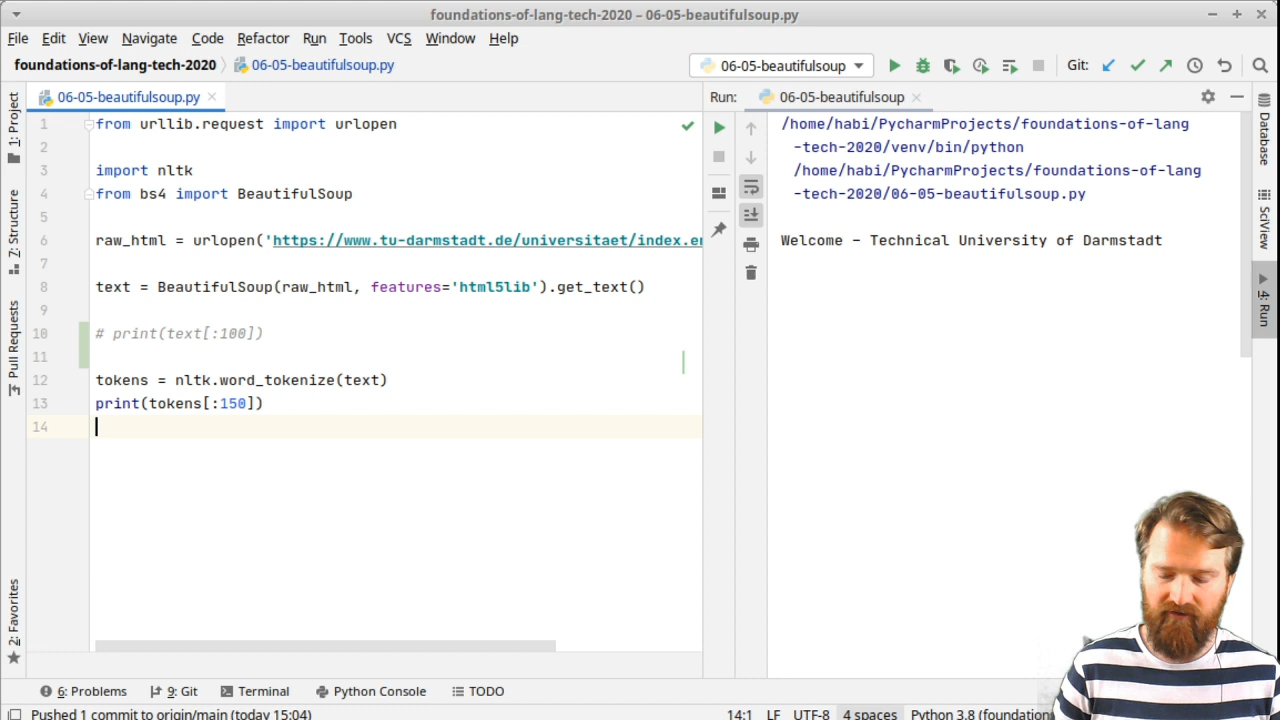 foundations-of-lang-tech-2020 – 06-05-beautifulsoup.py
File Edit View Navigate Code Refactor Run Tools VCS Window Help
foundations-of-lang-tech-2020 06-05-beautifulsoup.py 06-05-beautifulsoup Git:
06-05-beautifulsoup.py
Run: 06-05-beautifulsoup
1: Project
7: Structure
Pull Requests
2: Favorites
1 from urllib.request import urlopen
2
3 import nltk
4 from bs4 import BeautifulSoup
5
6 raw_html = urlopen('https://www.tu-darmstadt.de/universitaet/index.en
7
8 text = BeautifulSoup(raw_html, features='html5lib').get_text()
9
10 # print(text[:100])
11
12 tokens = nltk.word_tokenize(text)
13 print(tokens[:150])
14
/home/habi/PycharmProjects/foundations-of-lang
-tech-2020/venv/bin/python
/home/habi/PycharmProjects/foundations-of-lang
-tech-2020/06-05-beautifulsoup.py
Welcome – Technical University of Darmstadt
Database
SciView
4: Run
6: Problems 9: Git Terminal Python Console TODO
Pushed 1 commit to origin/main (today 15:04) 14:1 LF UTF-8 4 spaces Python 3.8 (foundation